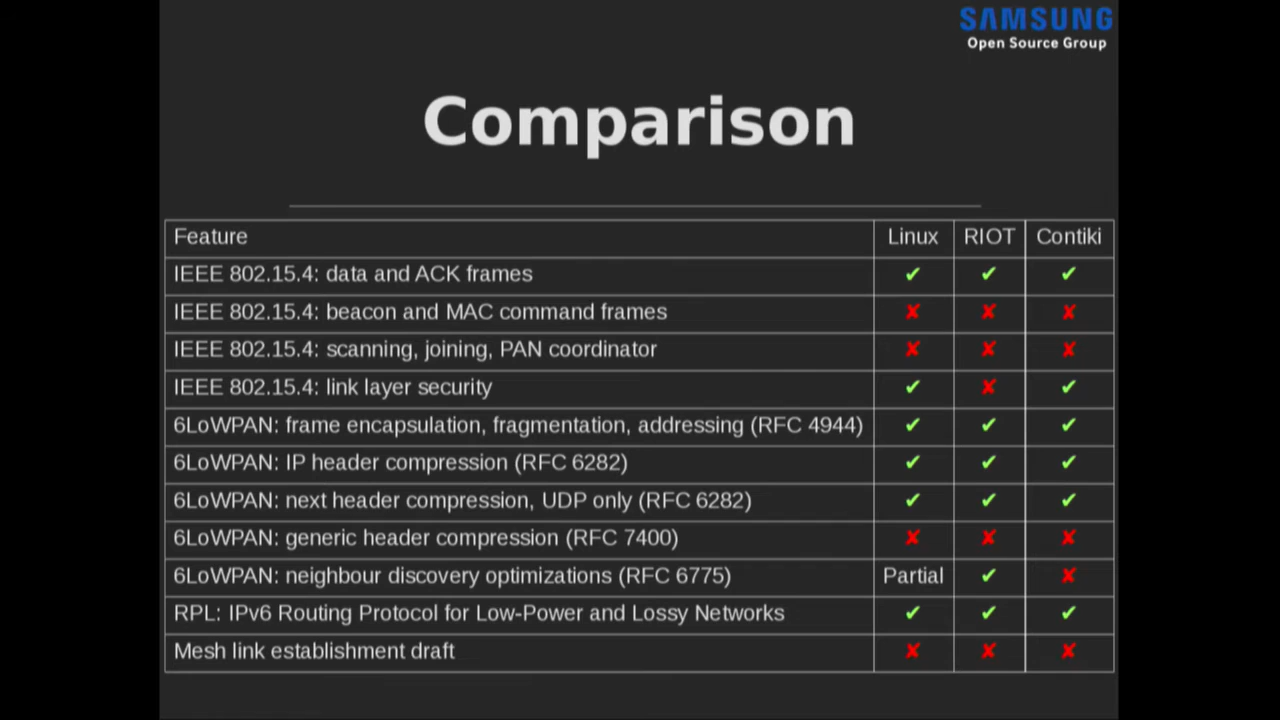 SAMSUNG
Open Source Group
Comparison
Feature Linux RIOT Contiki
IEEE 802.15.4: data and ACK frames ✔ ✔ ✔
IEEE 802.15.4: beacon and MAC command frames ✘ ✘ ✘
IEEE 802.15.4: scanning, joining, PAN coordinator ✘ ✘ ✘
IEEE 802.15.4: link layer security ✔ ✘ ✔
6LoWPAN: frame encapsulation, fragmentation, addressing (RFC 4944) ✔ ✔ ✔
6LoWPAN: IP header compression (RFC 6282) ✔ ✔ ✔
6LoWPAN: next header compression, UDP only (RFC 6282) ✔ ✔ ✔
6LoWPAN: generic header compression (RFC 7400) ✘ ✘ ✘
6LoWPAN: neighbour discovery optimizations (RFC 6775) Partial ✔ ✘
RPL: IPv6 Routing Protocol for Low-Power and Lossy Networks ✔ ✔ ✔
Mesh link establishment draft ✘ ✘ ✘